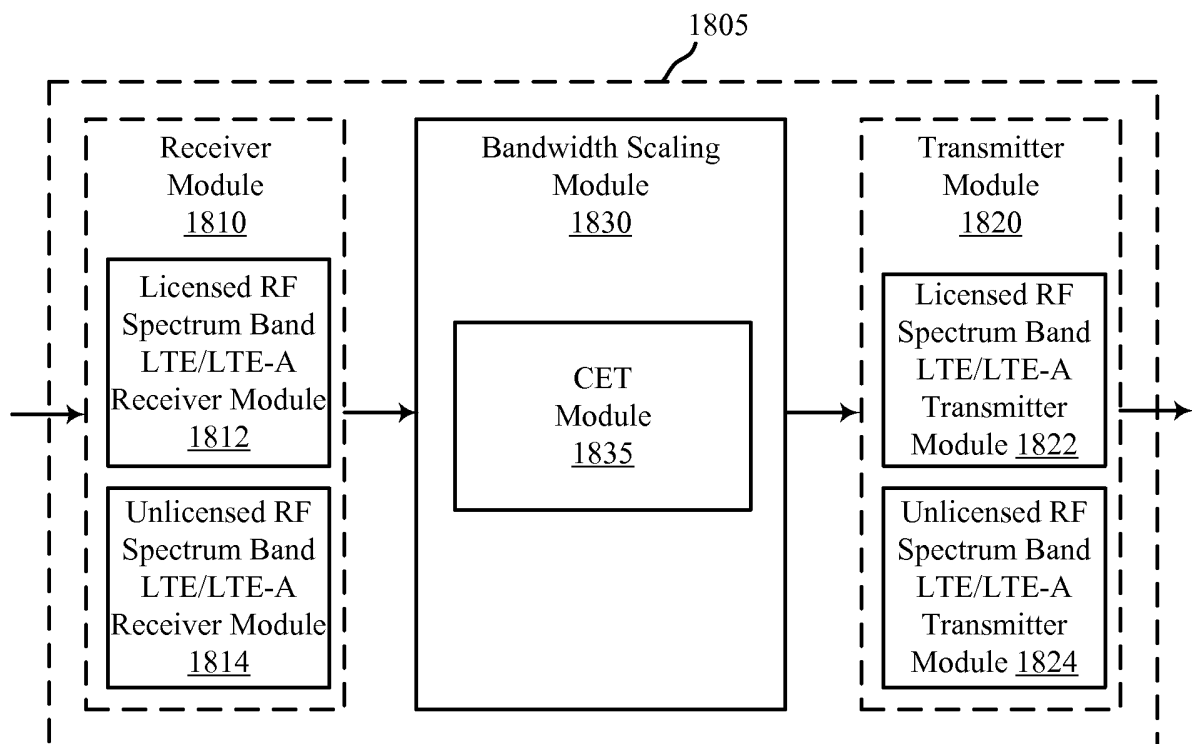 1805
Receiver
Module
1810
Licensed RF
Spectrum Band
LTE/LTE-A
Receiver Module
1812
Unlicensed RF
Spectrum Band
LTE/LTE-A
Receiver Module
1814
Bandwidth Scaling
Module
1830
CET
Module
1835
Transmitter
Module
1820
Licensed RF
Spectrum Band
LTE/LTE-A
Transmitter
Module 1822
Unlicensed RF
Spectrum Band
LTE/LTE-A
Transmitter
Module 1824